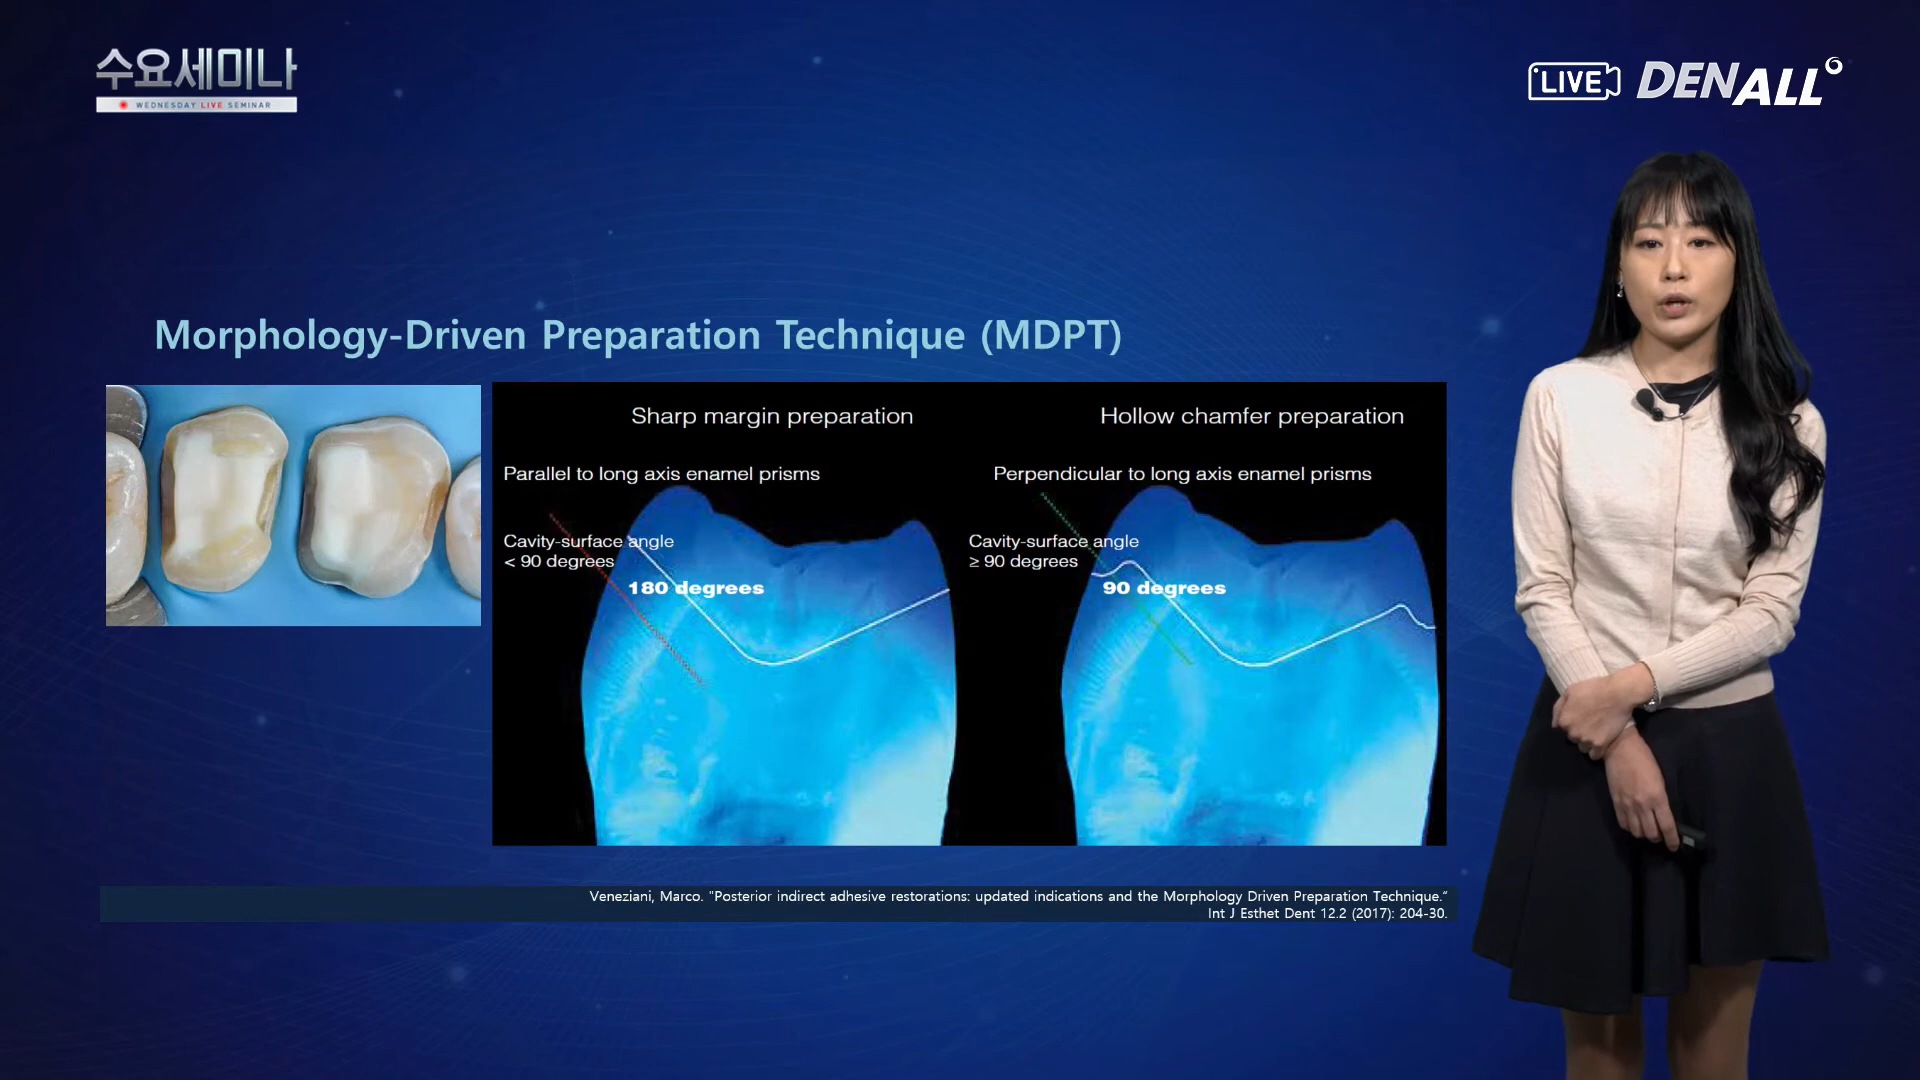 수요세미나
WEDNESDAY LIVE SEMINAR
LIVE
DENALL
Morphology-Driven Preparation Technique (MDPT)
Sharp margin preparation
Parallel to long axis enamel prisms
Cavity-surface angle
< 90 degrees
180 degrees
Hollow chamfer preparation
Perpendicular to long axis enamel prisms
Cavity-surface angle
≥ 90 degrees
90 degrees
Veneziani, Marco. "Posterior indirect adhesive restorations: updated indications and the Morphology Driven Preparation Technique."
Int J Esthet Dent 12.2 (2017): 204-30.